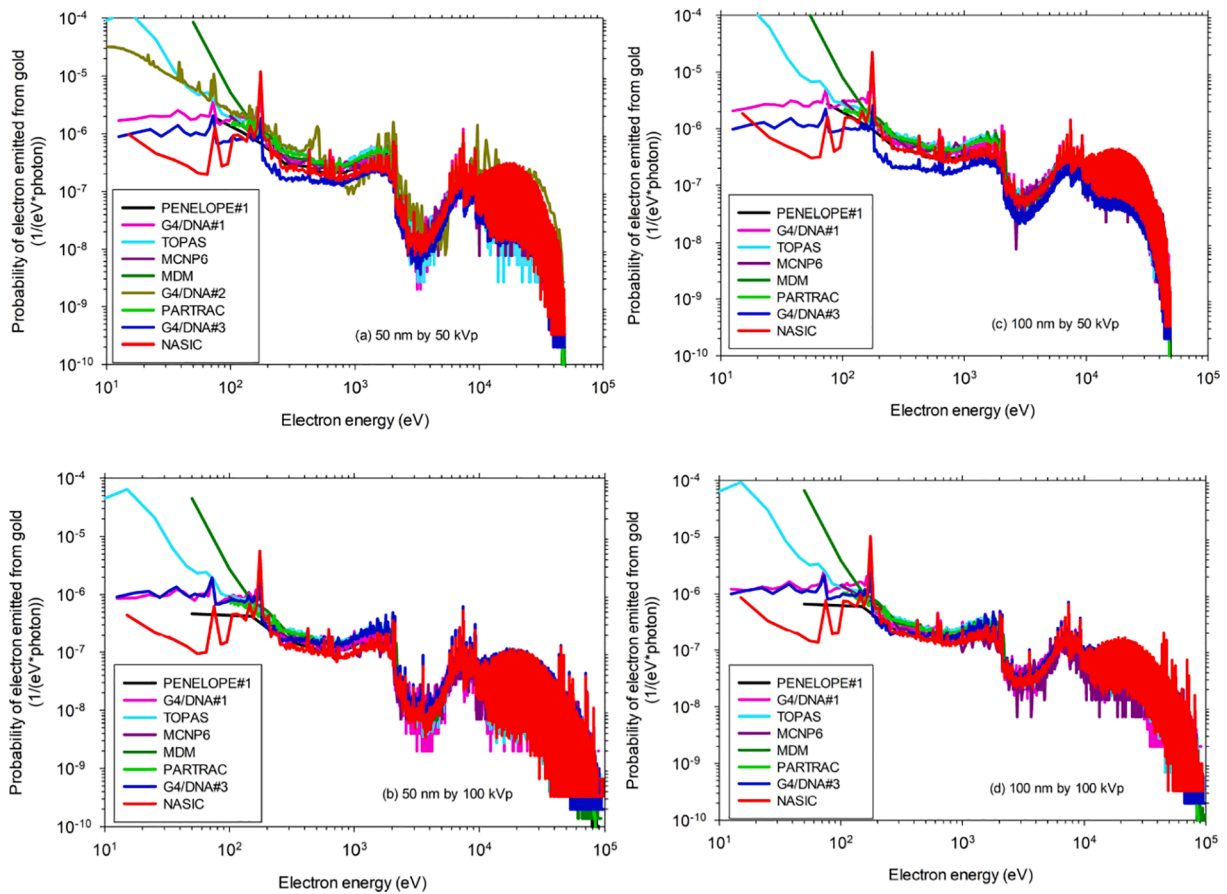 Probability of electron emitted from gold
(1/(eV*photon))
10⁻⁴
10⁻⁵
10⁻⁶
10⁻⁷
10⁻⁸
10⁻⁹
10⁻¹⁰
PENELOPE#1
G4/DNA#1
TOPAS
MCNP6
MDM
G4/DNA#2
PARTRAC
G4/DNA#3
NASIC
(a) 50 nm by 50 kVp
10¹ 10² 10³ 10⁴ 10⁵
Electron energy (eV)
Probability of electron emitted from gold
(1/(eV*photon))
10⁻⁴
10⁻⁵
10⁻⁶
10⁻⁷
10⁻⁸
10⁻⁹
10⁻¹⁰
PENELOPE#1
G4/DNA#1
TOPAS
MCNP6
MDM
PARTRAC
G4/DNA#3
NASIC
(c) 100 nm by 50 kVp
10¹ 10² 10³ 10⁴ 10⁵
Electron energy (eV)
Probability of electron emitted from gold
(1/(eV*photon))
10⁻⁴
10⁻⁵
10⁻⁶
10⁻⁷
10⁻⁸
10⁻⁹
10⁻¹⁰
PENELOPE#1
G4/DNA#1
TOPAS
MCNP6
MDM
PARTRAC
G4/DNA#3
NASIC
(b) 50 nm by 100 kVp
10¹ 10² 10³ 10⁴ 10⁵
Electron energy (eV)
Probability of electron emitted from gold
(1/(eV*photon))
10⁻⁴
10⁻⁵
10⁻⁶
10⁻⁷
10⁻⁸
10⁻⁹
10⁻¹⁰
PENELOPE#1
G4/DNA#1
TOPAS
MCNP6
MDM
PARTRAC
G4/DNA#3
NASIC
(d) 100 nm by 100 kVp
10¹ 10² 10³ 10⁴ 10⁵
Electron energy (eV)